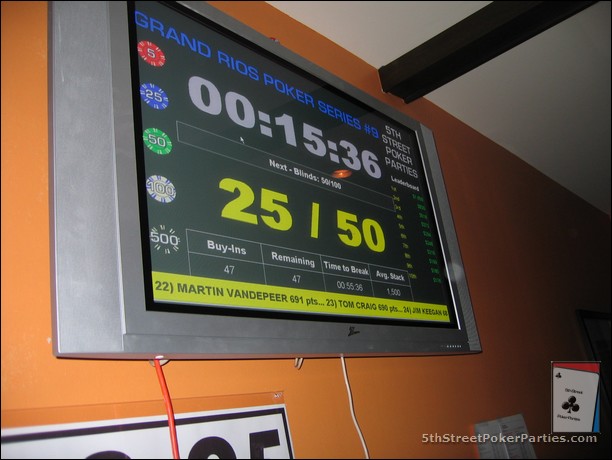 GRAND RIOS POKER SERIES #9
5
25
50
100
500
00:15:36
5TH
STREET
POKER
PARTIES
Leaderboard
Next - Blinds: 50/100
25 / 50
Buy-Ins Remaining Time to Break Avg. Stack
47 47 00:55:36 1,500
22) MARTIN VANDEPEER 691 pts... 23) TOM CRAIG 690 pts... 24) JIM KEEGAN
5thStreetPokerParties.com